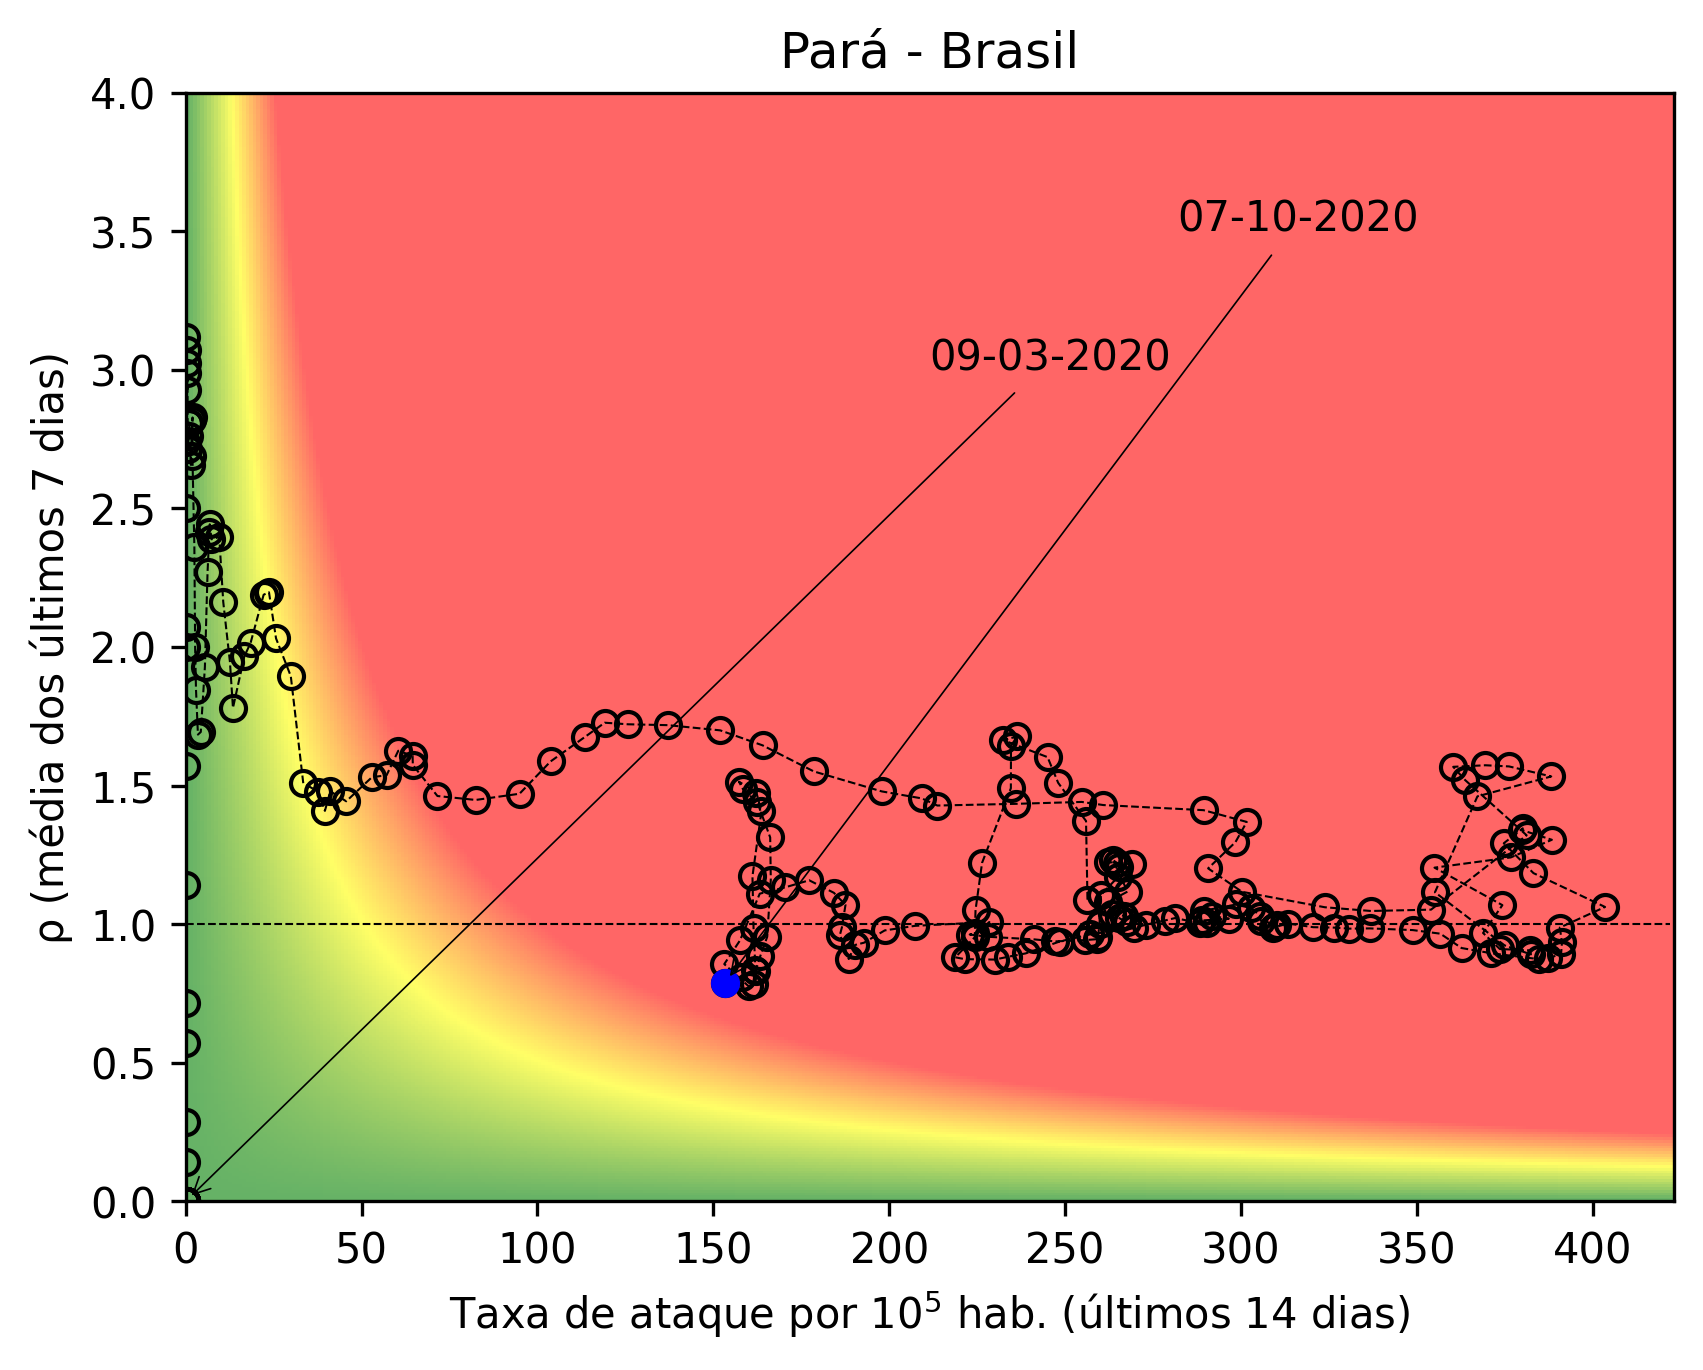 Pará - Brasil
4.0
3.5
3.0
2.5
2.0
1.5
1.0
0.5
0.0
ρ (média dos últimos 7 dias)
07-10-2020
09-03-2020
0 50 100 150 200 250 300 350 400
Taxa de ataque por 10⁵ hab. (últimos 14 dias)